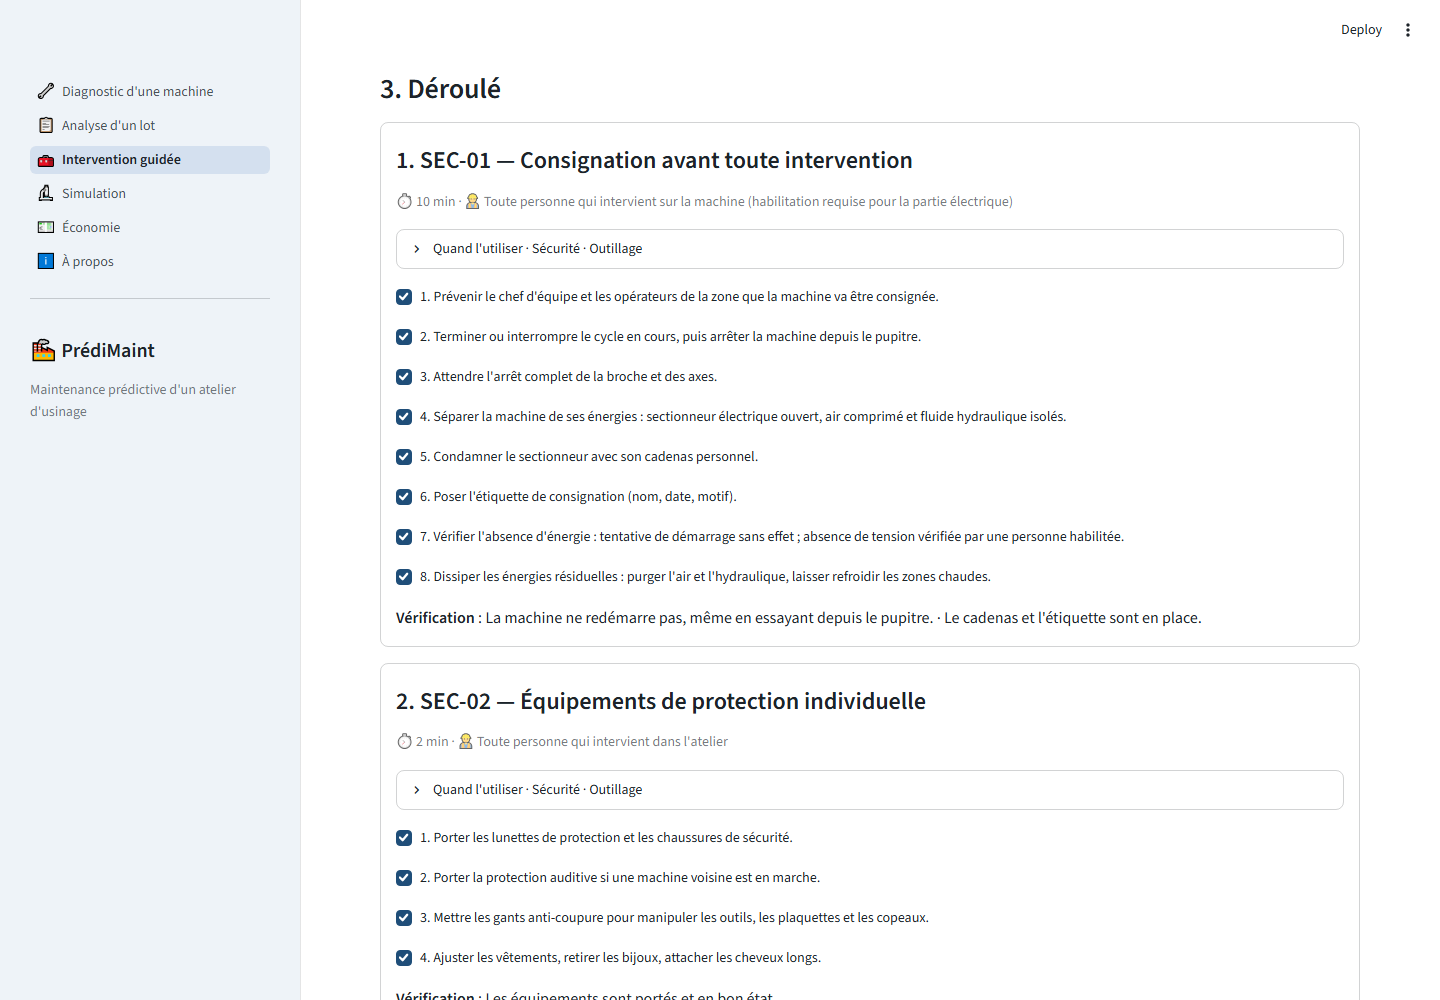 Deploy
Diagnostic d'une machine
Analyse d'un lot
Intervention guidée
Simulation
Économie
À propos
PrédiMaint
Maintenance prédictive d'un atelier
d'usinage
3. Déroulé
1. SEC-01 — Consignation avant toute intervention
10 min · Toute personne qui intervient sur la machine (habilitation requise pour la partie électrique)
Quand l'utiliser · Sécurité · Outillage
1. Prévenir le chef d'équipe et les opérateurs de la zone que la machine va être consignée.
2. Terminer ou interrompre le cycle en cours, puis arrêter la machine depuis le pupitre.
3. Attendre l'arrêt complet de la broche et des axes.
4. Séparer la machine de ses énergies : sectionneur électrique ouvert, air comprimé et fluide hydraulique isolés.
5. Condamner le sectionneur avec son cadenas personnel.
6. Poser l'étiquette de consignation (nom, date, motif).
7. Vérifier l'absence d'énergie : tentative de démarrage sans effet ; absence de tension vérifiée par une personne habilitée.
8. Dissiper les énergies résiduelles : purger l'air et l'hydraulique, laisser refroidir les zones chaudes.
Vérification : La machine ne redémarre pas, même en essayant depuis le pupitre. · Le cadenas et l'étiquette sont en place.
2. SEC-02 — Équipements de protection individuelle
2 min · Toute personne qui intervient dans l'atelier
Quand l'utiliser · Sécurité · Outillage
1. Porter les lunettes de protection et les chaussures de sécurité.
2. Porter la protection auditive si une machine voisine est en marche.
3. Mettre les gants anti-coupure pour manipuler les outils, les plaquettes et les copeaux.
4. Ajuster les vêtements, retirer les bijoux, attacher les cheveux longs.
Vérification : Les équipements sont portés et en bon état.